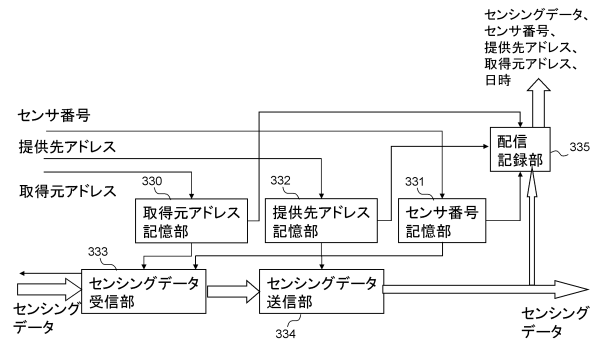 センシングデータ、
センサ番号、
提供先アドレス、
取得元アドレス、
日時
センサ番号
提供先アドレス
取得元アドレス
配信
記録部
335
330
取得元アドレス
記憶部
332
提供先アドレス
記憶部
331
センサ番号
記憶部
333
センシングデータ
受信部
センシングデータ
送信部
334
センシング
データ
センシング
データ